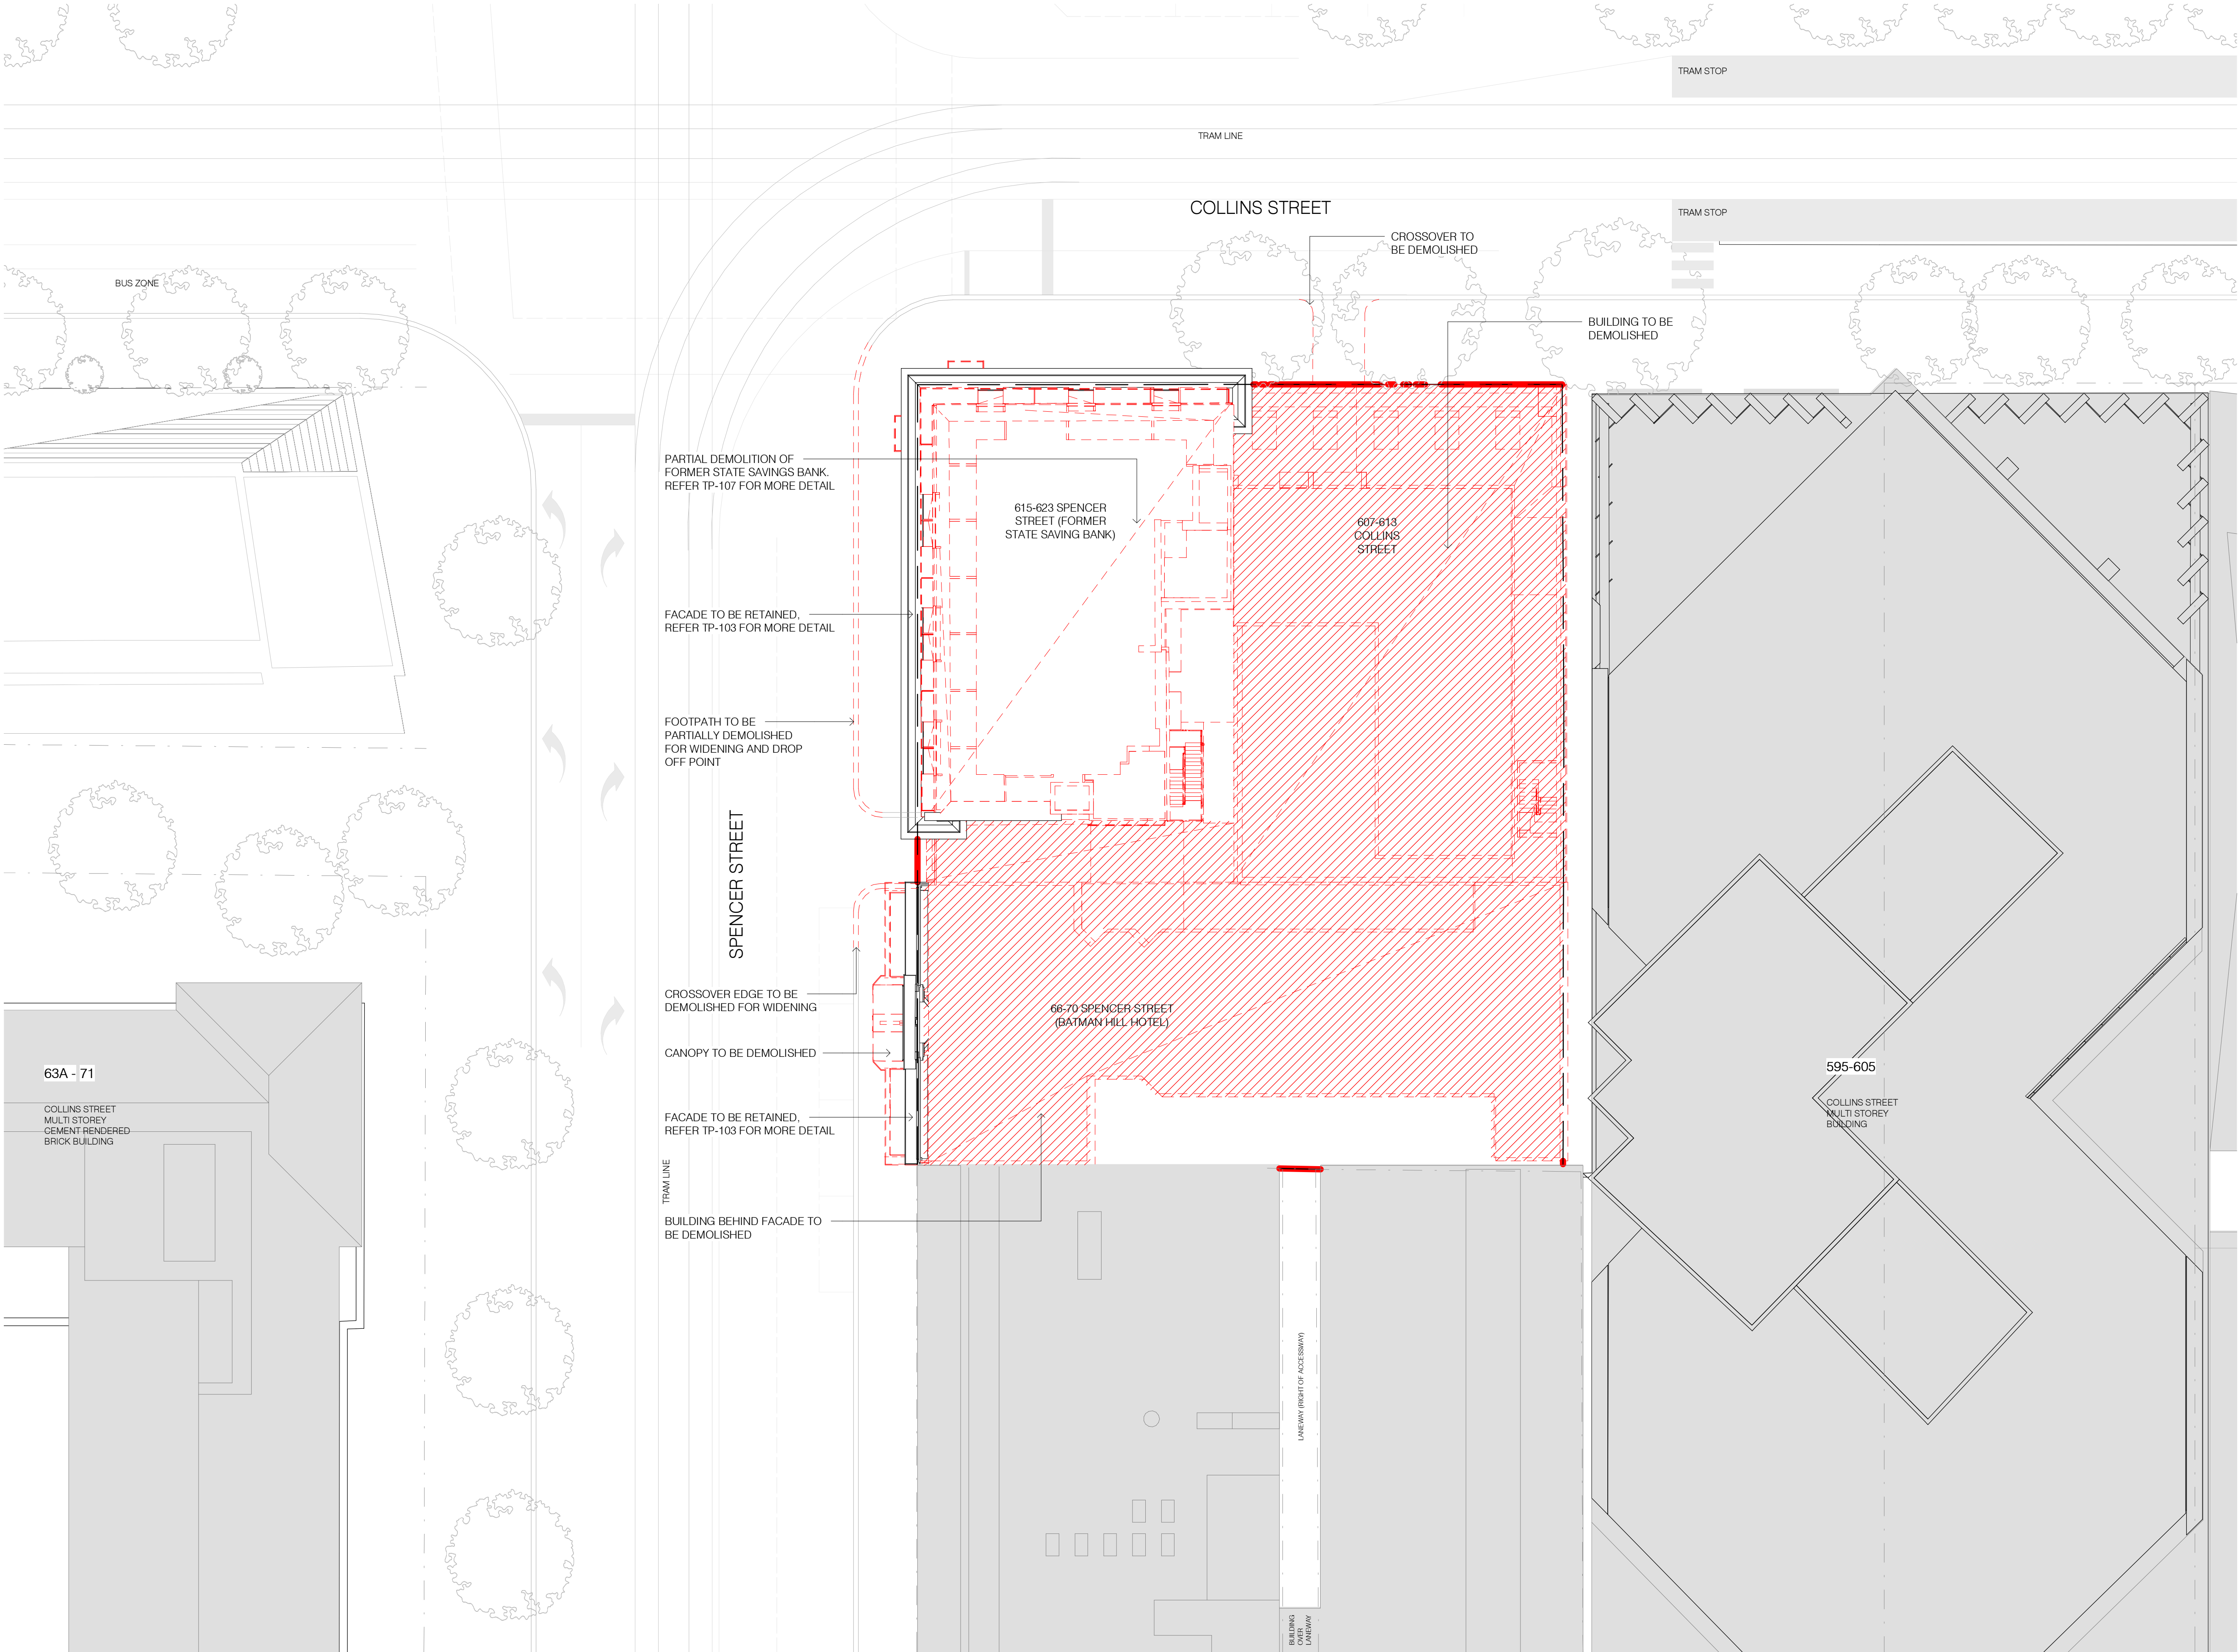 TRAM STOP
TRAM LINE
COLLINS STREET
TRAM STOP
CROSSOVER TO
BE DEMOLISHED
BUS ZONE
BUILDING TO BE
DEMOLISHED
PARTIAL DEMOLITION OF
FORMER STATE SAVINGS BANK.
REFER TP-107 FOR MORE DETAIL
615-623 SPENCER
STREET (FORMER
STATE SAVING BANK)
607-613
COLLINS
STREET
FACADE TO BE RETAINED,
REFER TP-103 FOR MORE DETAIL
FOOTPATH TO BE
PARTIALLY DEMOLISHED
FOR WIDENING AND DROP
OFF POINT
SPENCER STREET
CROSSOVER EDGE TO BE
DEMOLISHED FOR WIDENING
66-70 SPENCER STREET
(BATMAN HILL HOTEL)
CANOPY TO BE DEMOLISHED
63A - 71
COLLINS STREET
MULTI STOREY
CEMENT RENDERED
BRICK BUILDING
595-605
COLLINS STREET
MULTI STOREY
BUILDING
FACADE TO BE RETAINED,
REFER TP-103 FOR MORE DETAIL
TRAM LINE
BUILDING BEHIND FACADE TO
BE DEMOLISHED
LANEWAY (RIGHT OF ACCESSWAY)
BUILDING
OVER
LANEWAY